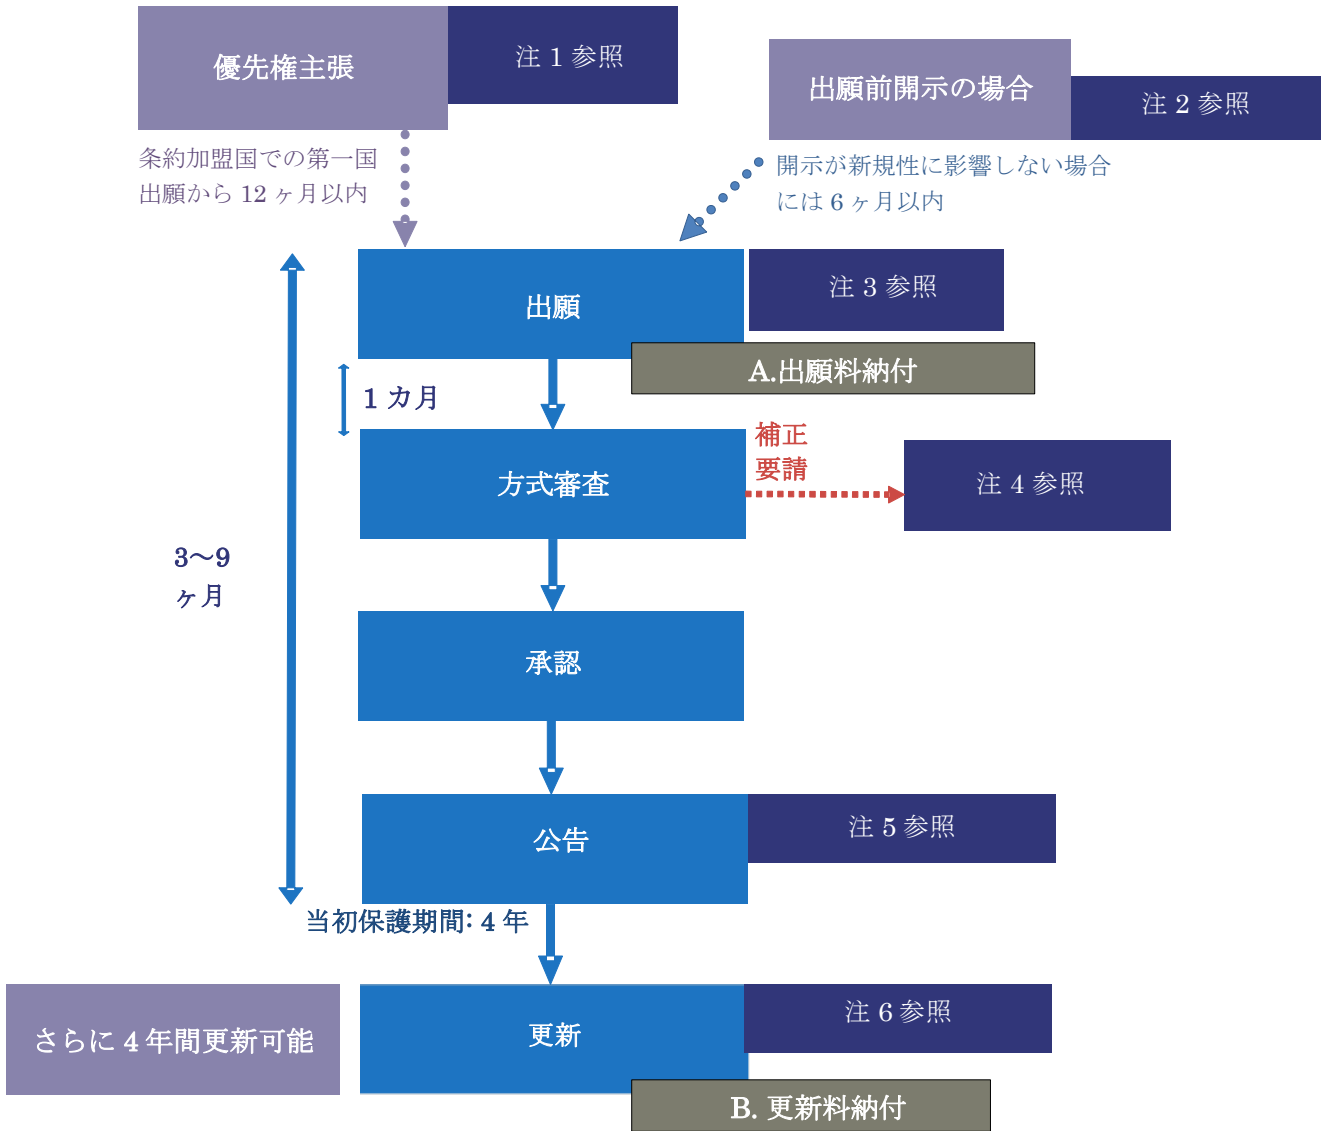 優先権主張
注 1 参照
出願前開示の場合
注 2 参照
条約加盟国での第一国
出願から 12 ヶ月以内
開示が新規性に影響しない場合
には 6 ヶ月以内
出願
注 3 参照
A.出願料納付
1 カ月
補正
要請
方式審査
注 4 参照
3～9
ヶ月
承認
公告
注 5 参照
当初保護期間: 4 年
さらに 4 年間更新可能
更新
注 6 参照
B. 更新料納付